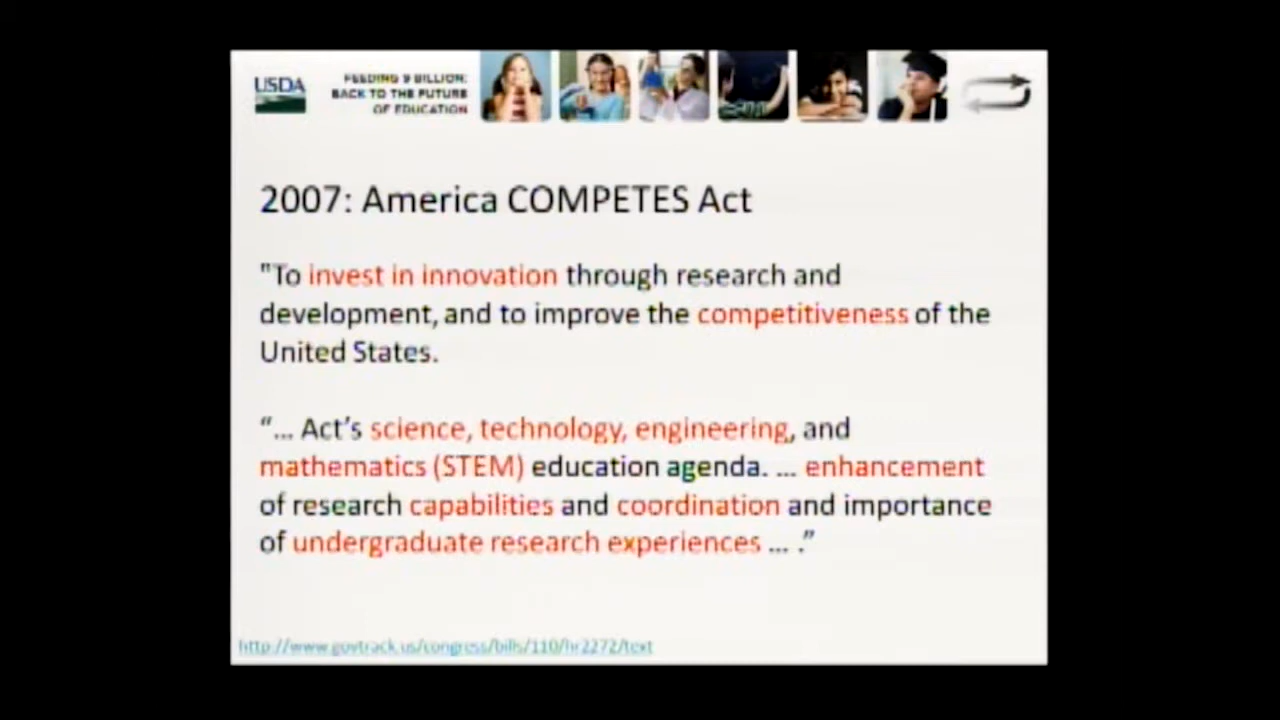 USDA
FEEDING 9 BILLION:
BACK TO THE FUTURE
OF EDUCATION
2007: America COMPETES Act
"To invest in innovation through research and
development, and to improve the competitiveness of the
United States.
“... Act’s science, technology, engineering, and
mathematics (STEM) education agenda. ... enhancement
of research capabilities and coordination and importance
of undergraduate research experiences ... .”
http://www.govtrack.us/congress/bills/110/hr2272/text